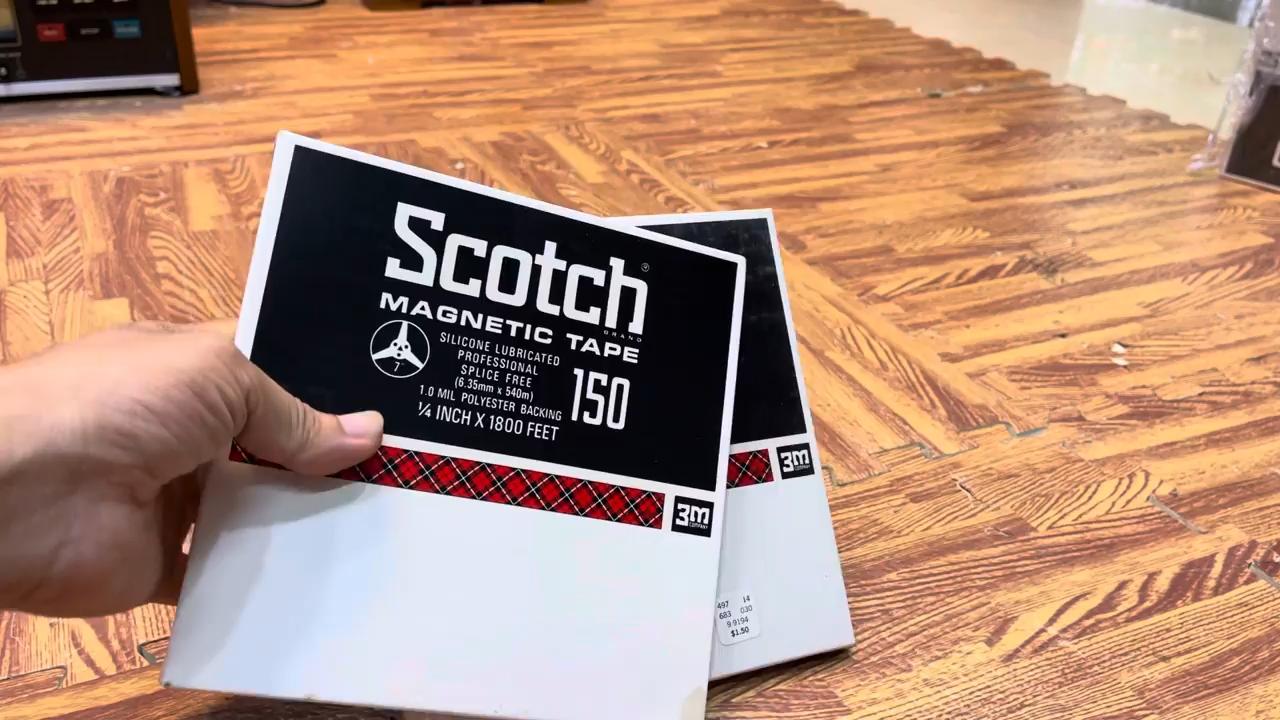 Scotch®
BRAND
MAGNETIC TAPE
7"
SILICONE LUBRICATED
PROFESSIONAL
SPLICE FREE
(6.35mm x 540m)
1.0 MIL POLYESTER BACKING
¼ INCH X 1800 FEET
150
3M
COMPANY
3M
COMPANY
497 14
683 030
9 9194
$1.50